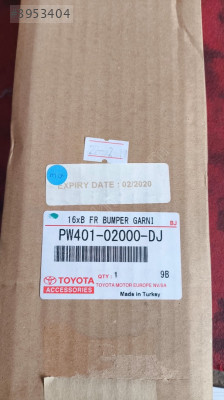 8953404
EXPIRY DATE : 02/2020
16xB FR BUMPER GARNI BJ
PW401-02000-DJ
TOYOTA
ACCESSORIES
QTY : 1 9B
TOYOTA MOTOR EUROPE NV/SA
Made in Turkey